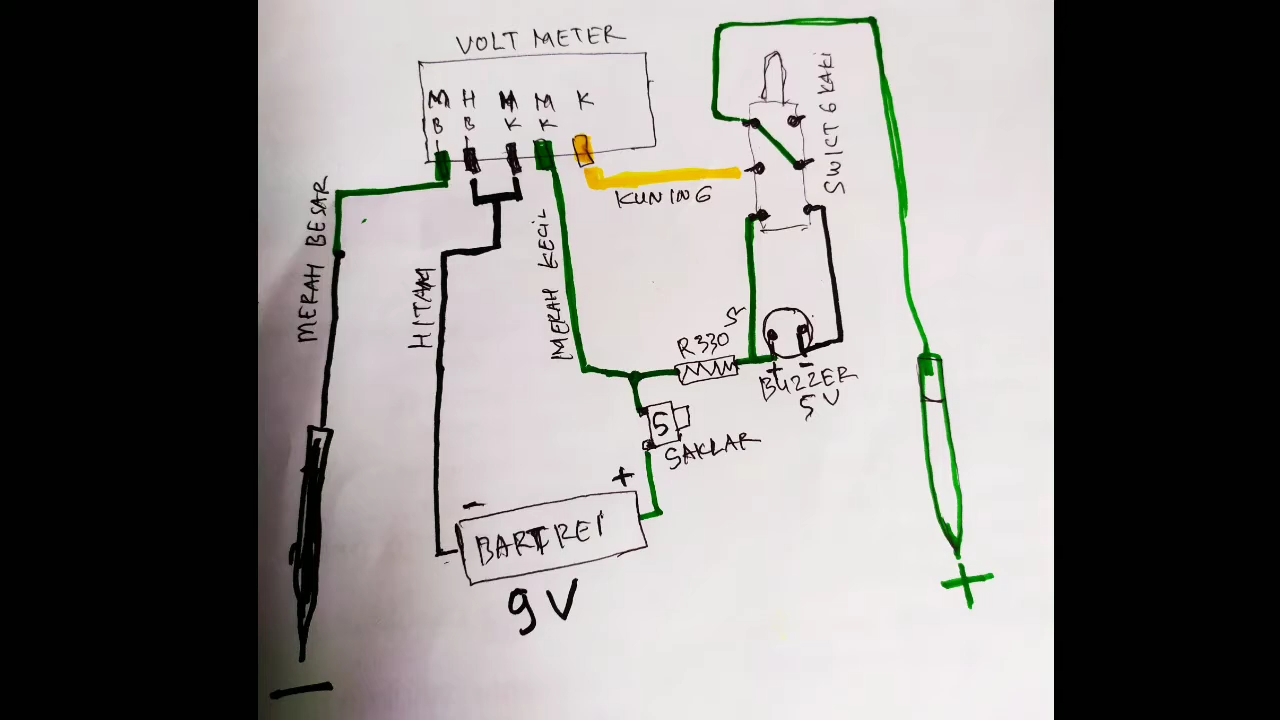 VOLT METER
M H M M K
B B K K
SWICT 6 KAKI
KUNING
MERAH BESAR
HITAM
MERAH KECIL
R330
BUZZER
5V
S
SAKLAR
+
-
BARTREI
9V
+
-